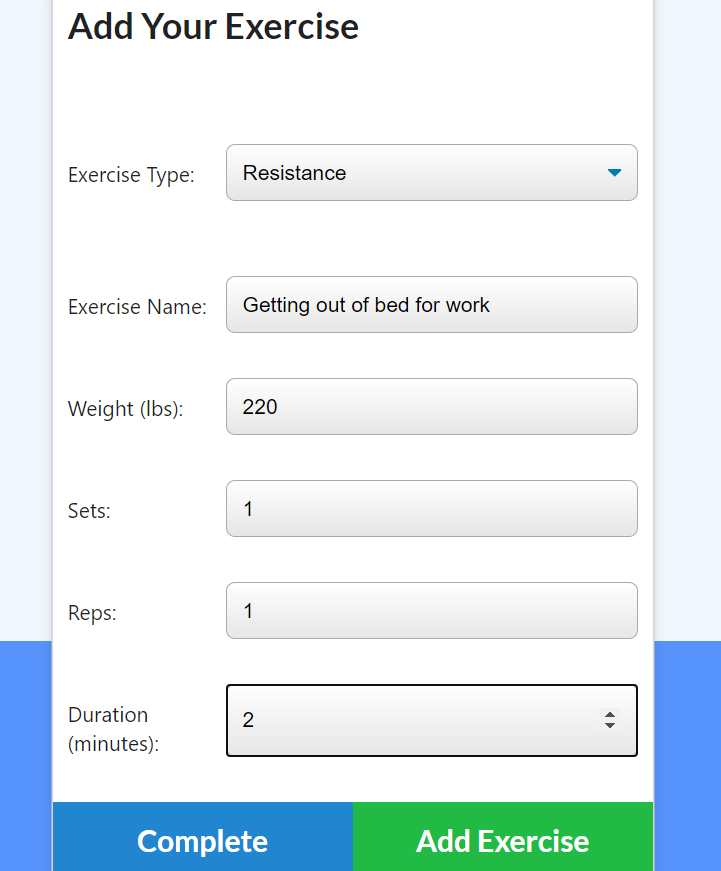 Add Your Exercise
Exercise Type: Resistance
Exercise Name: Getting out of bed for work
Weight (lbs): 220
Sets: 1
Reps: 1
Duration
(minutes): 2
Complete Add Exercise